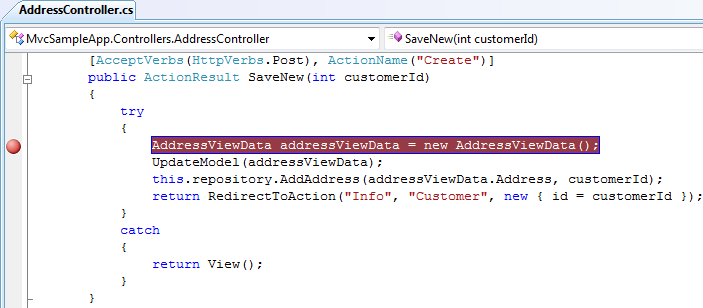 AddressController.cs
MvcSampleApp.Controllers.AddressController SaveNew(int customerId)
[AcceptVerbs(HttpVerbs.Post), ActionName("Create")]
public ActionResult SaveNew(int customerId)
{
try
{
AddressViewData addressViewData = new AddressViewData();
UpdateModel(addressViewData);
this.repository.AddAddress(addressViewData.Address, customerId);
return RedirectToAction("Info", "Customer", new { id = customerId });
}
catch
{
return View();
}
}